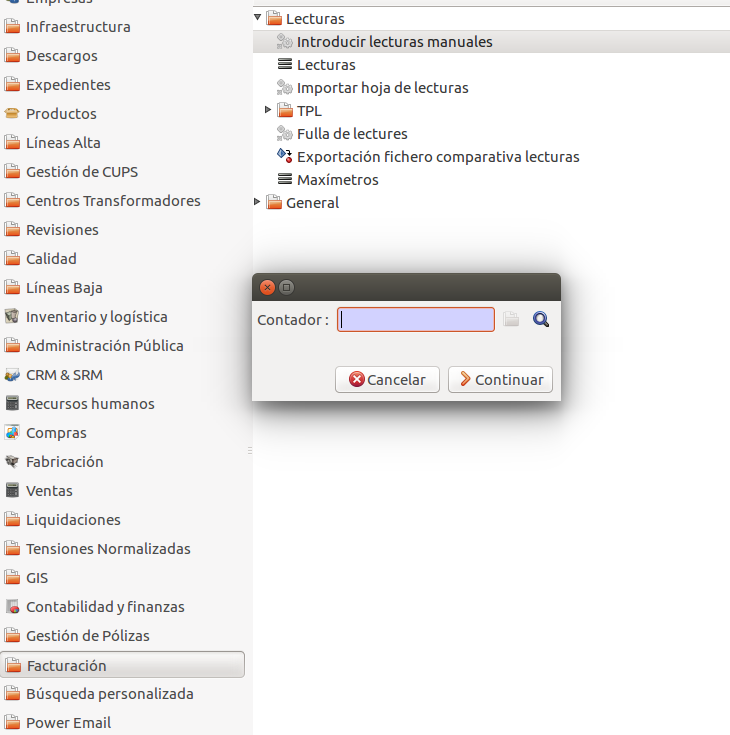 Empresas
Infraestructura
Descargos
Expedientes
Productos
Líneas Alta
Gestión de CUPS
Centros Transformadores
Revisiones
Calidad
Líneas Baja
Inventario y logística
Administración Pública
CRM & SRM
Recursos humanos
Compras
Fabricación
Ventas
Liquidaciones
Tensiones Normalizadas
GIS
Contabilidad y finanzas
Gestión de Pólizas
Facturación
Búsqueda personalizada
Power Email
Lecturas
Introducir lecturas manuales
Lecturas
Importar hoja de lecturas
TPL
Fulla de lectures
Exportación fichero comparativa lecturas
Maxímetros
General
Contador :
Cancelar
Continuar